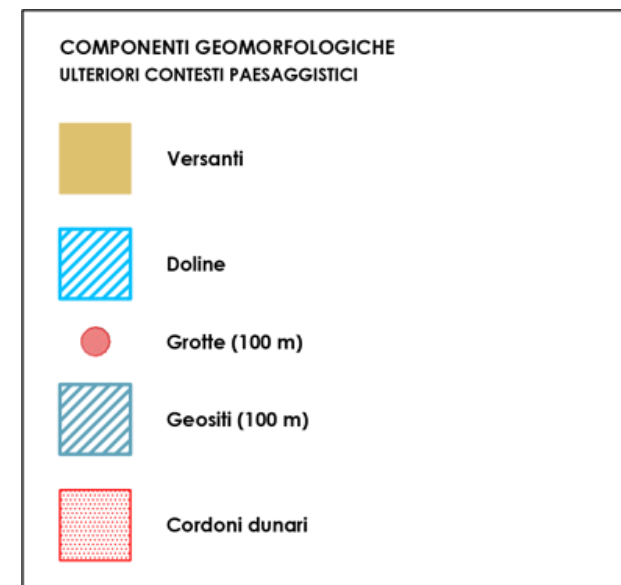 COMPONENTI GEOMORFOLOGICHE
ULTERIORI CONTESTI PAESAGGISTICI
Versanti
Doline
Grotte (100 m)
Geositi (100 m)
Cordoni dunari